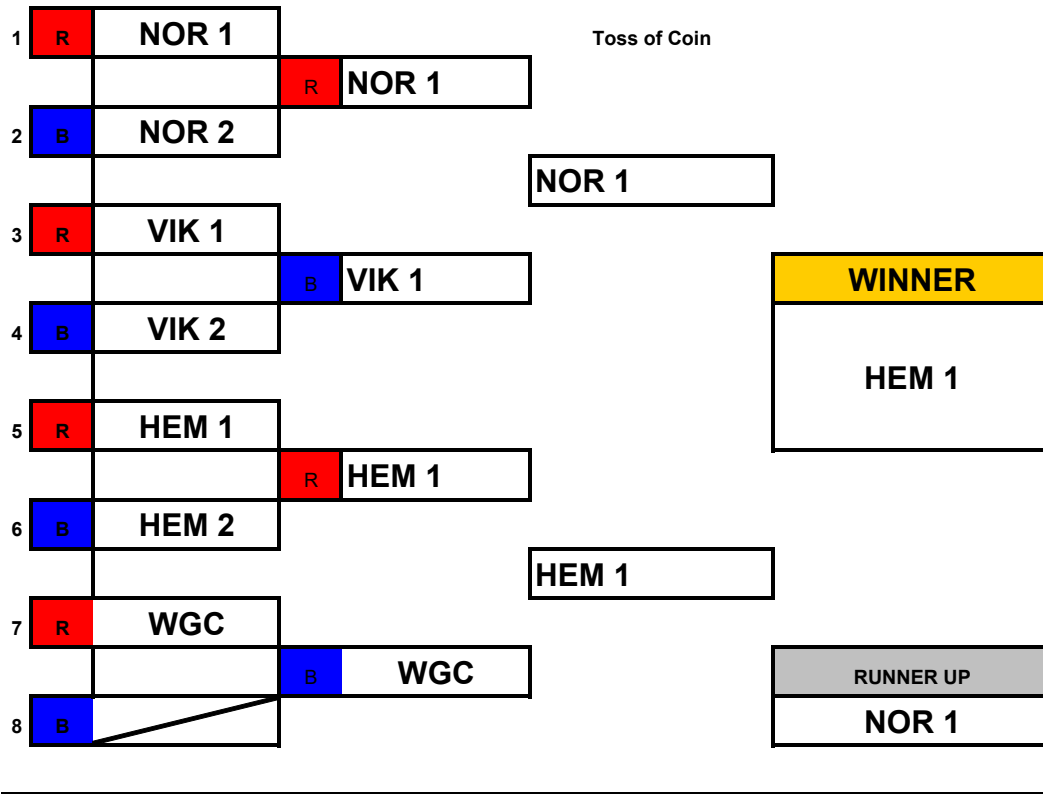 1 R NOR 1 Toss of Coin
R NOR 1
2 B NOR 2
NOR 1
3 R VIK 1
B VIK 1 WINNER
4 B VIK 2
HEM 1
5 R HEM 1
R HEM 1
6 B HEM 2
HEM 1
7 R WGC
B WGC RUNNER UP
8 B NOR 1